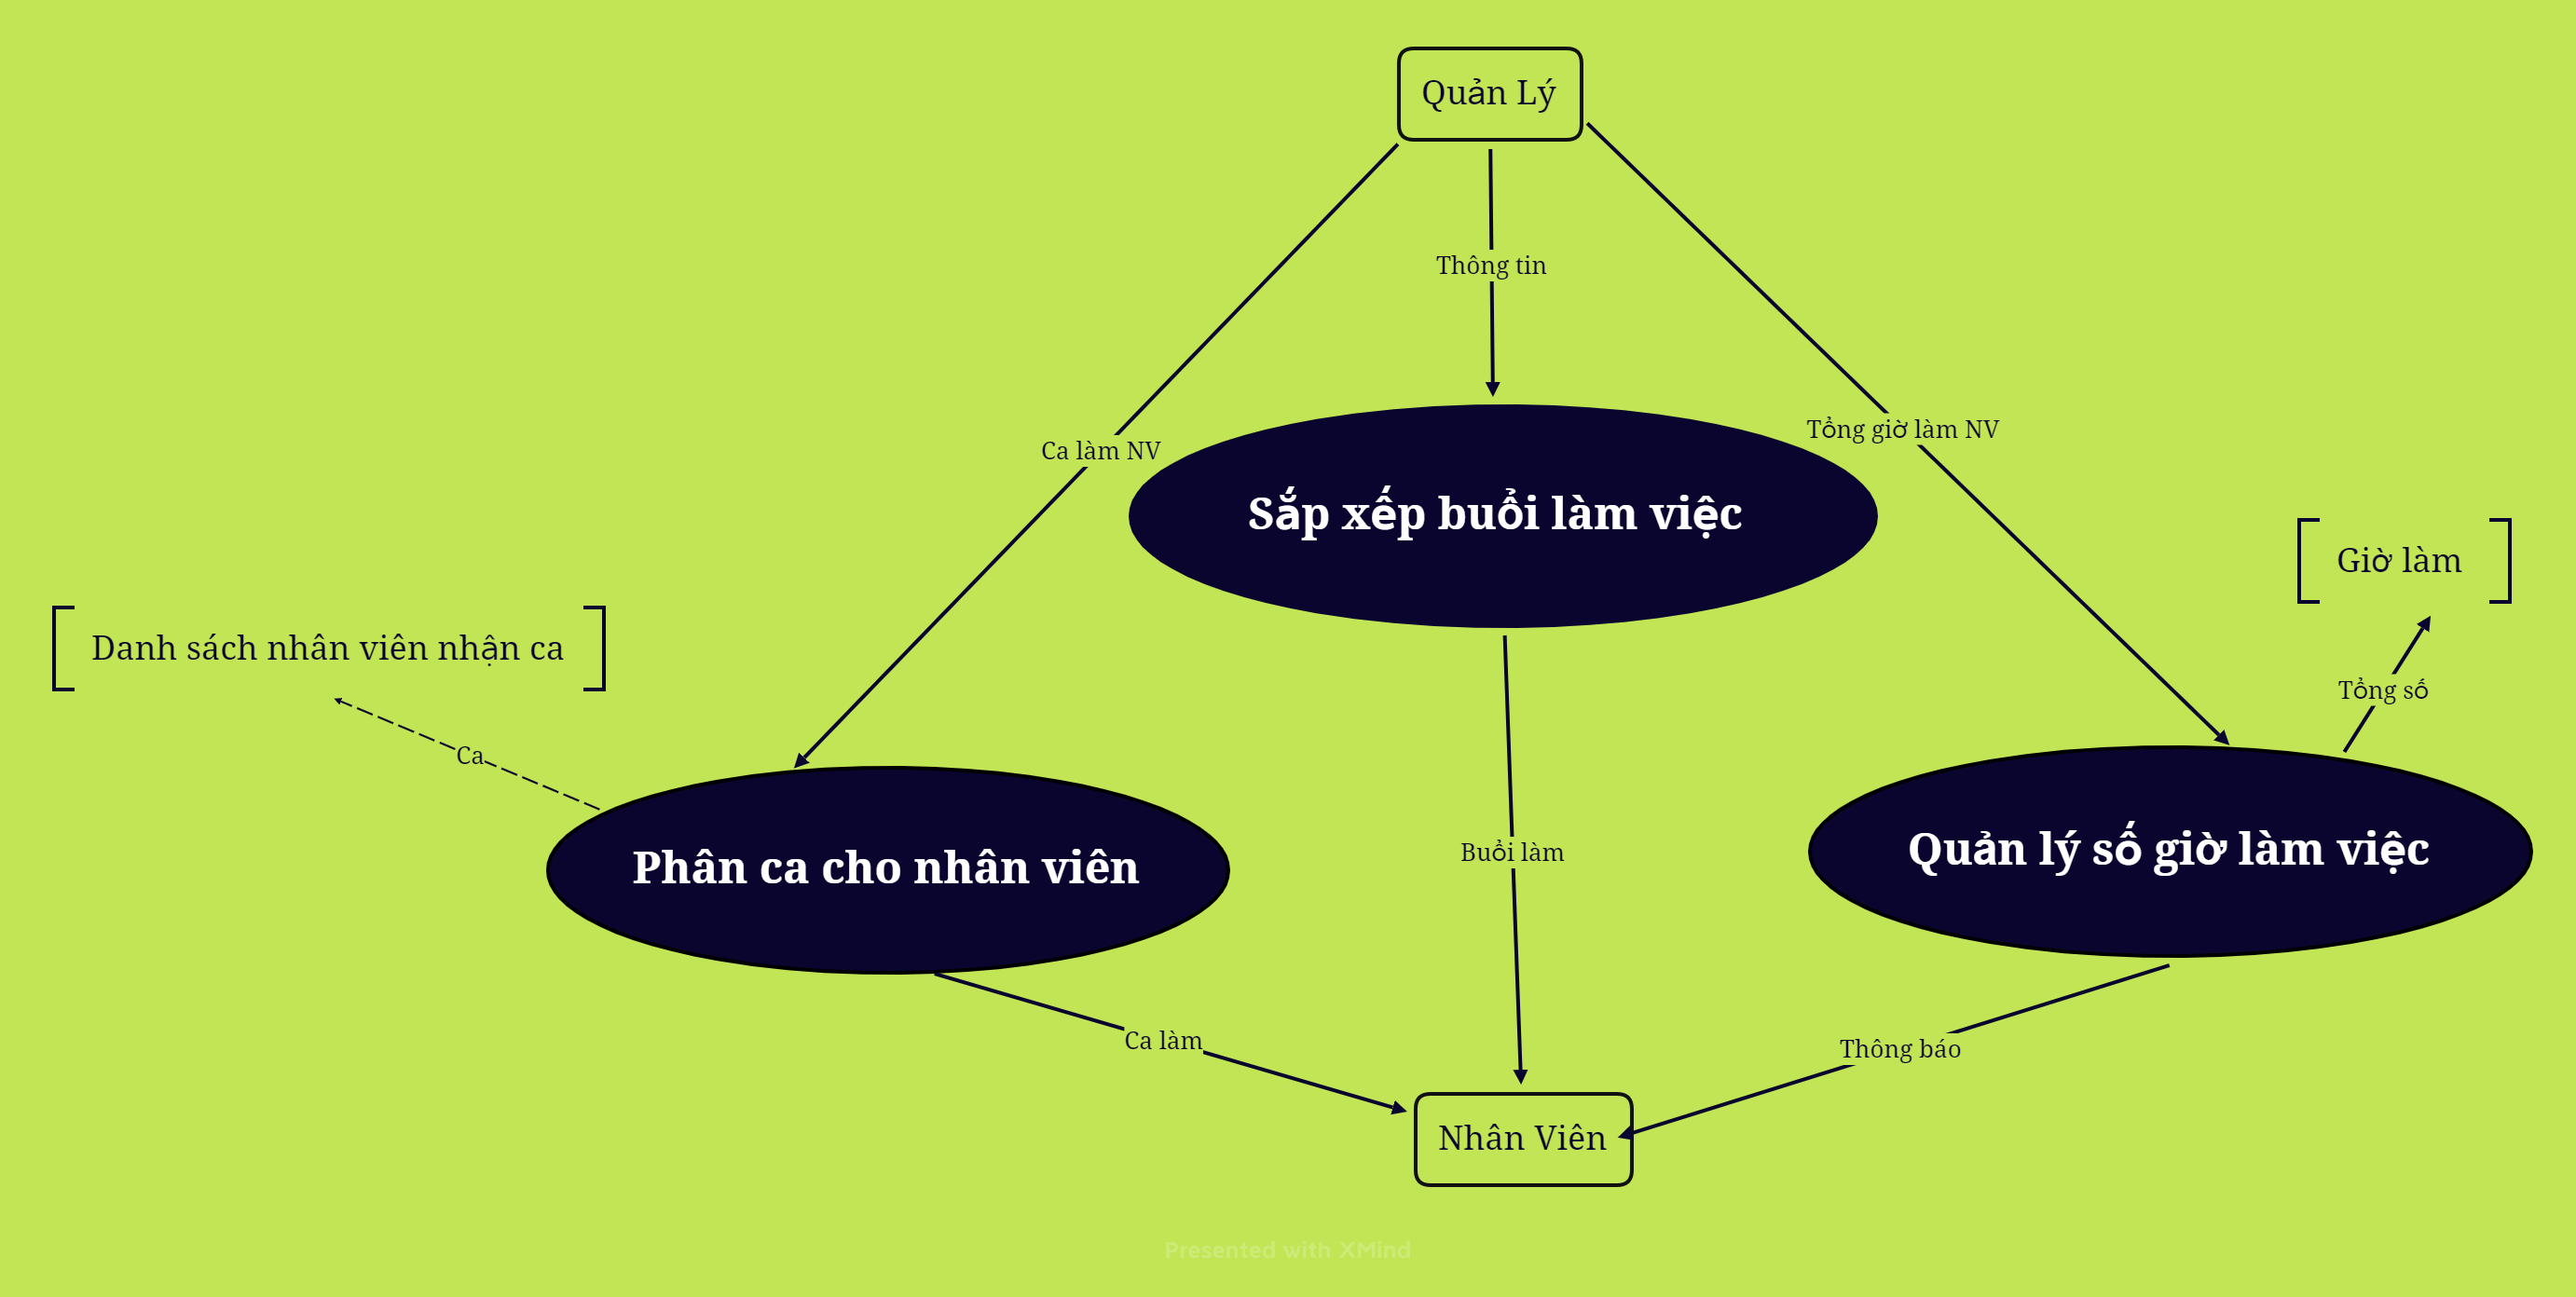 Quản Lý
Thông tin
Tổng giờ làm NV
Ca làm NV
Sắp xếp buổi làm việc
Giờ làm
Danh sách nhân viên nhận ca
Tổng số
Ca
Quản lý số giờ làm việc
Buổi làm
Phân ca cho nhân viên
Ca làm
Thông báo
Nhân Viên
Presented with XMind